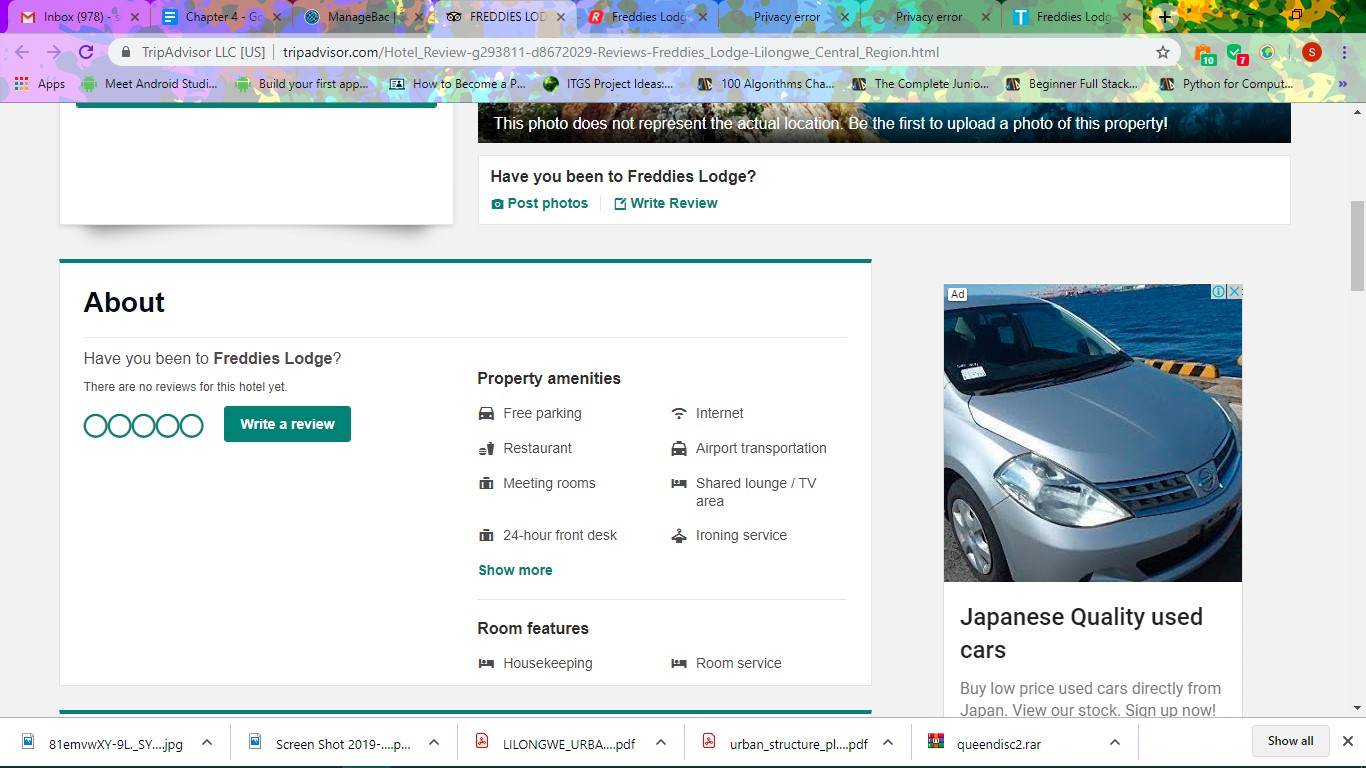 Inbox (978) - s
Chapter 4 - Go
ManageBac |
FREDDIES LOD
Freddies Lodg
Privacy error
Privacy error
Freddies Lodg
TripAdvisor LLC [US] | tripadvisor.com/Hotel_Review-g293811-d8672029-Reviews-Freddies_Lodge-Lilongwe_Central_Region.html
10
7
S
Apps
Meet Android Studi...
Build your first app...
How to Become a P...
ITGS Project Ideas:...
100 Algorithms Cha...
The Complete Junio...
Beginner Full Stack...
Python for Comput...
This photo does not represent the actual location. Be the first to upload a photo of this property!
Have you been to Freddies Lodge?
Post photos
Write Review
About
Have you been to Freddies Lodge?
There are no reviews for this hotel yet.
Write a review
Property amenities
Free parking
Internet
Restaurant
Airport transportation
Meeting rooms
Shared lounge / TV
area
24-hour front desk
Ironing service
Show more
Room features
Housekeeping
Room service
Ad
Japanese Quality used
cars
Buy low price used cars directly from
Japan. View our stock. Sign up now!
81emvwXY-9L._SY....jpg
Screen Shot 2019-....p...
LILONGWE_URBA....pdf
urban_structure_pl....pdf
queendisc2.rar
Show all